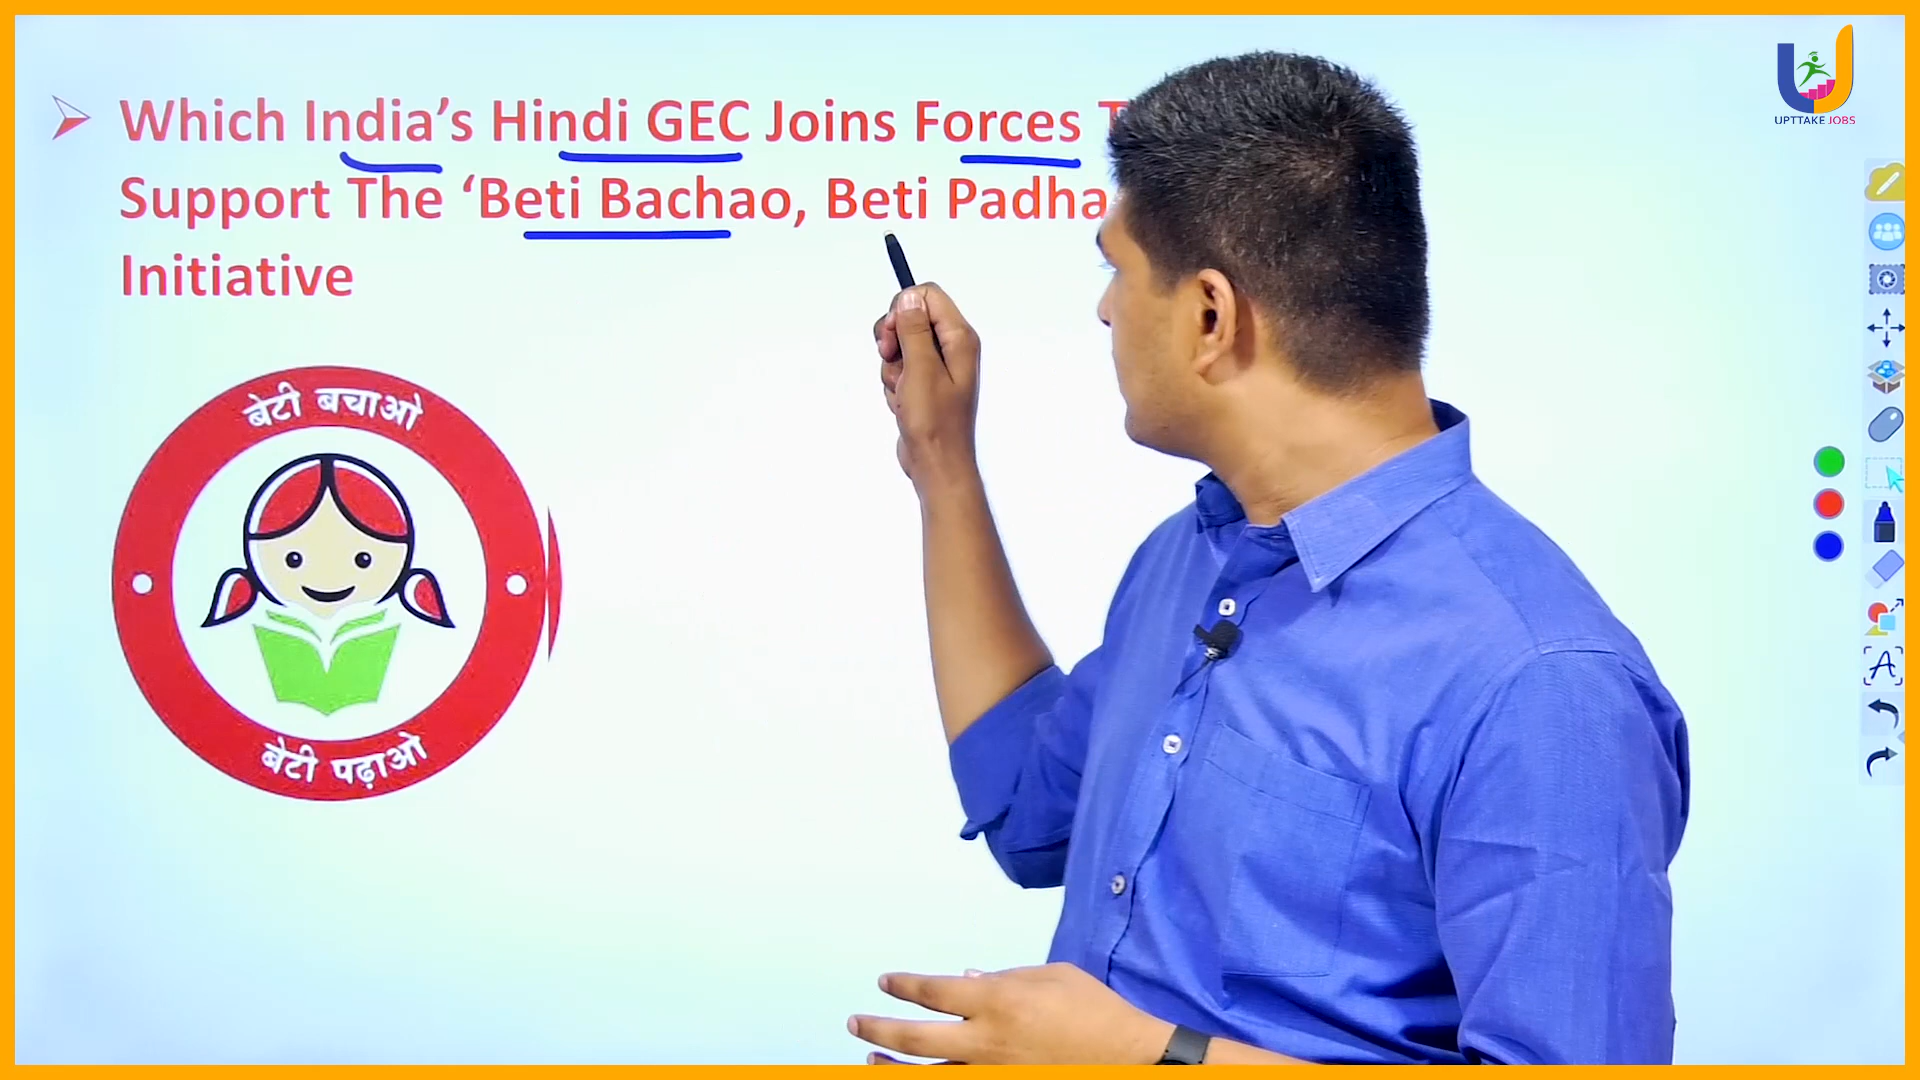 Which India’s Hindi GEC Joins Forces
Support The ‘Beti Bachao, Beti Padha
Initiative
बेटी बचाओ
बेटी पढ़ाओ
UPTTAKE JOBS